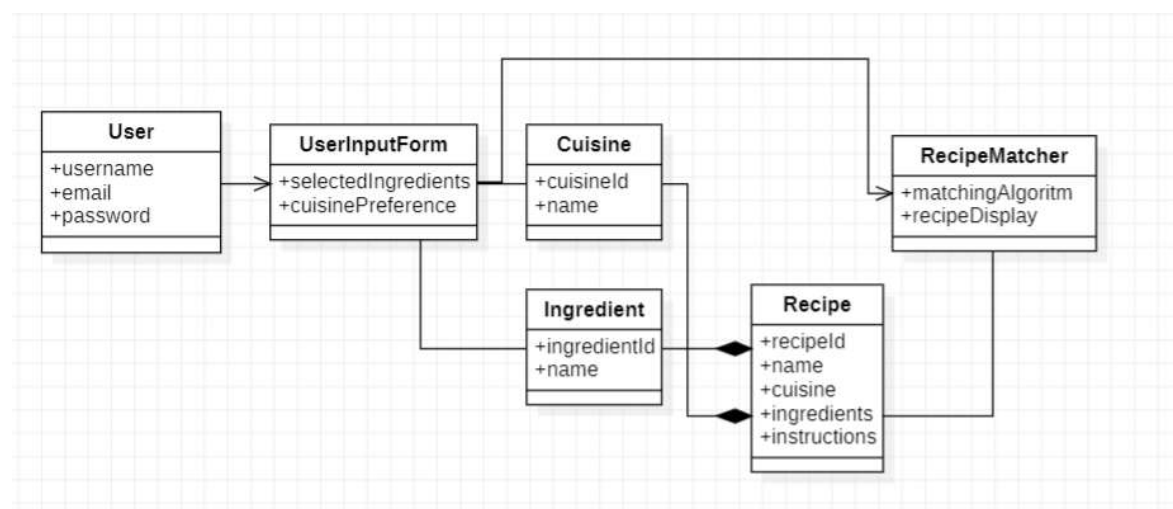 User
+username
+email
+password
UserInputForm
+selectedIngredients
+cuisinePreference
Cuisine
+cuisineId
+name
RecipeMatcher
+matchingAlgoritm
+recipeDisplay
Ingredient
+ingredientId
+name
Recipe
+recipeId
+name
+cuisine
+ingredients
+instructions